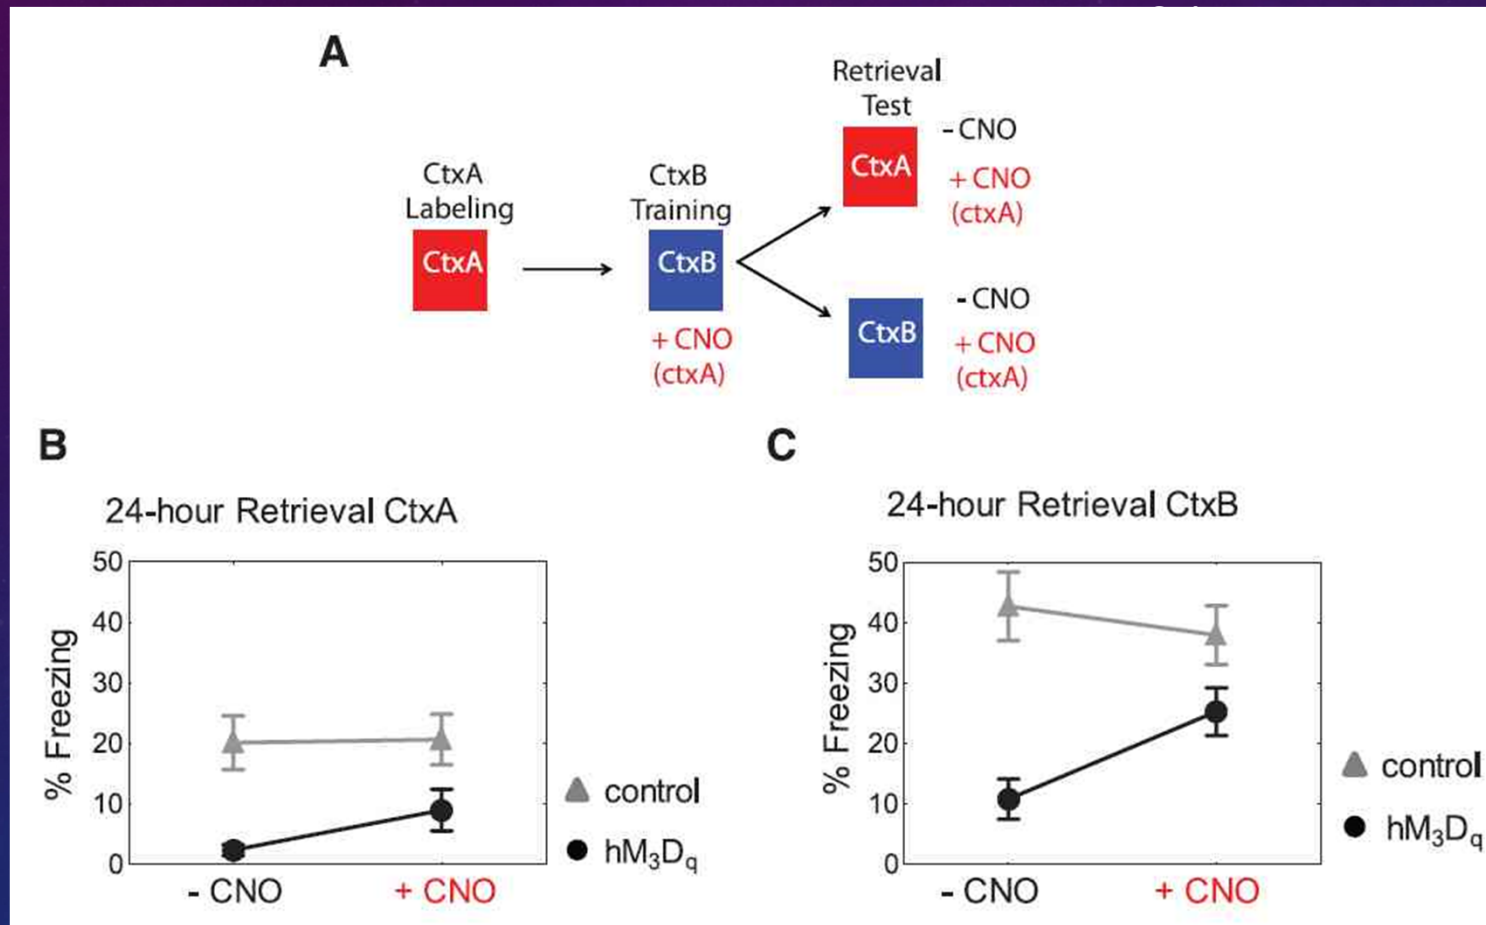 A
CtxA
Labeling
CtxA
CtxB
Training
CtxB
+ CNO
(ctxA)
Retrieval
Test
CtxA
- CNO
+ CNO
(ctxA)
CtxB
- CNO
+ CNO
(ctxA)
B
24-hour Retrieval CtxA
% Freezing
50
40
30
20
10
0
- CNO
+ CNO
control
hM₃Dq
C
24-hour Retrieval CtxB
% Freezing
50
40
30
20
10
0
- CNO
+ CNO
control
hM₃Dq